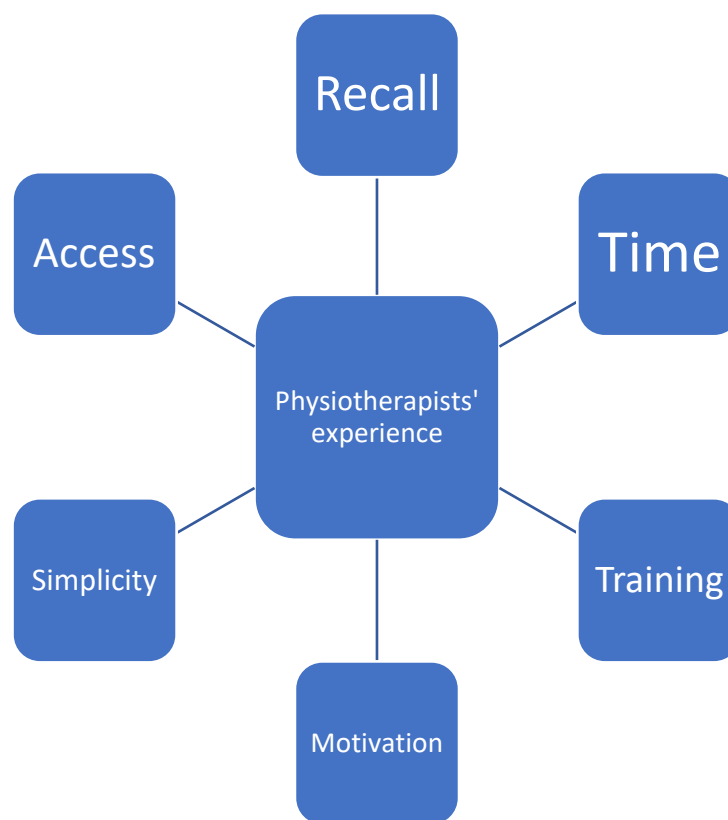 Recall
Access
Time
Physiotherapists'
experience
Simplicity
Training
Motivation